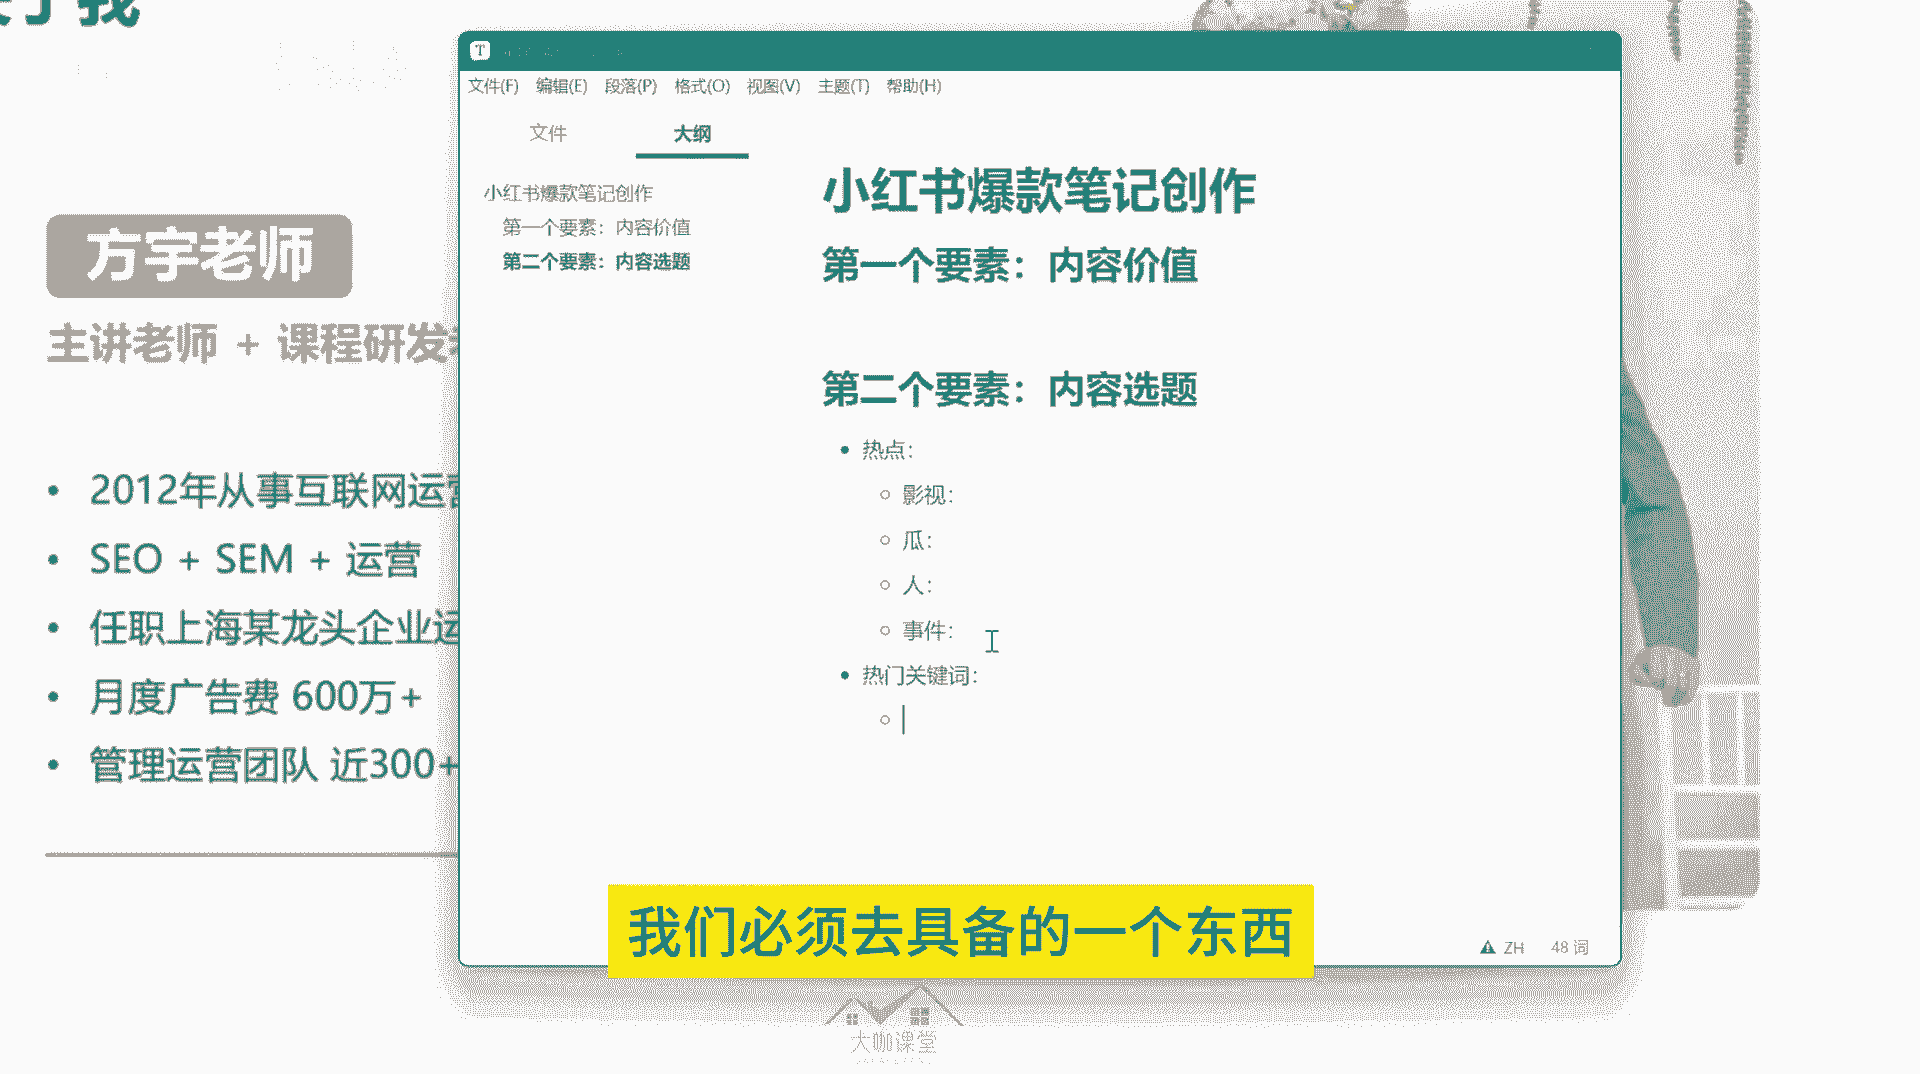 方宇老师
主讲老师 + 课程研发
2012年从事互联网运营
SEO + SEM + 运营
任职上海某龙头企业运
月度广告费 600万+
管理运营团队 近300+
T
文件(F) 编辑(E) 段落(P) 格式(O) 视图(V) 主题(T) 帮助(H)
文件 大纲
小红书爆款笔记创作
第一个要素：内容价值
第二个要素：内容选题
小红书爆款笔记创作
第一个要素：内容价值
第二个要素：内容选题
热点：
影视：
瓜：
人：
事件：
热门关键词：
ZH 48 词
我们必须去具备的一个东西
大咖课堂